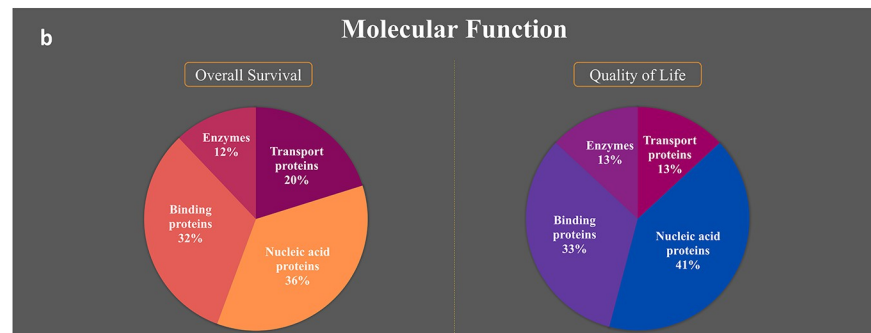 b
Molecular Function
Overall Survival
Enzymes
12%
Transport
proteins
20%
Binding
proteins
32%
Nucleic acid
proteins
36%
Quality of Life
Enzymes
13%
Transport
proteins
13%
Binding
proteins
33%
Nucleic acid
proteins
41%